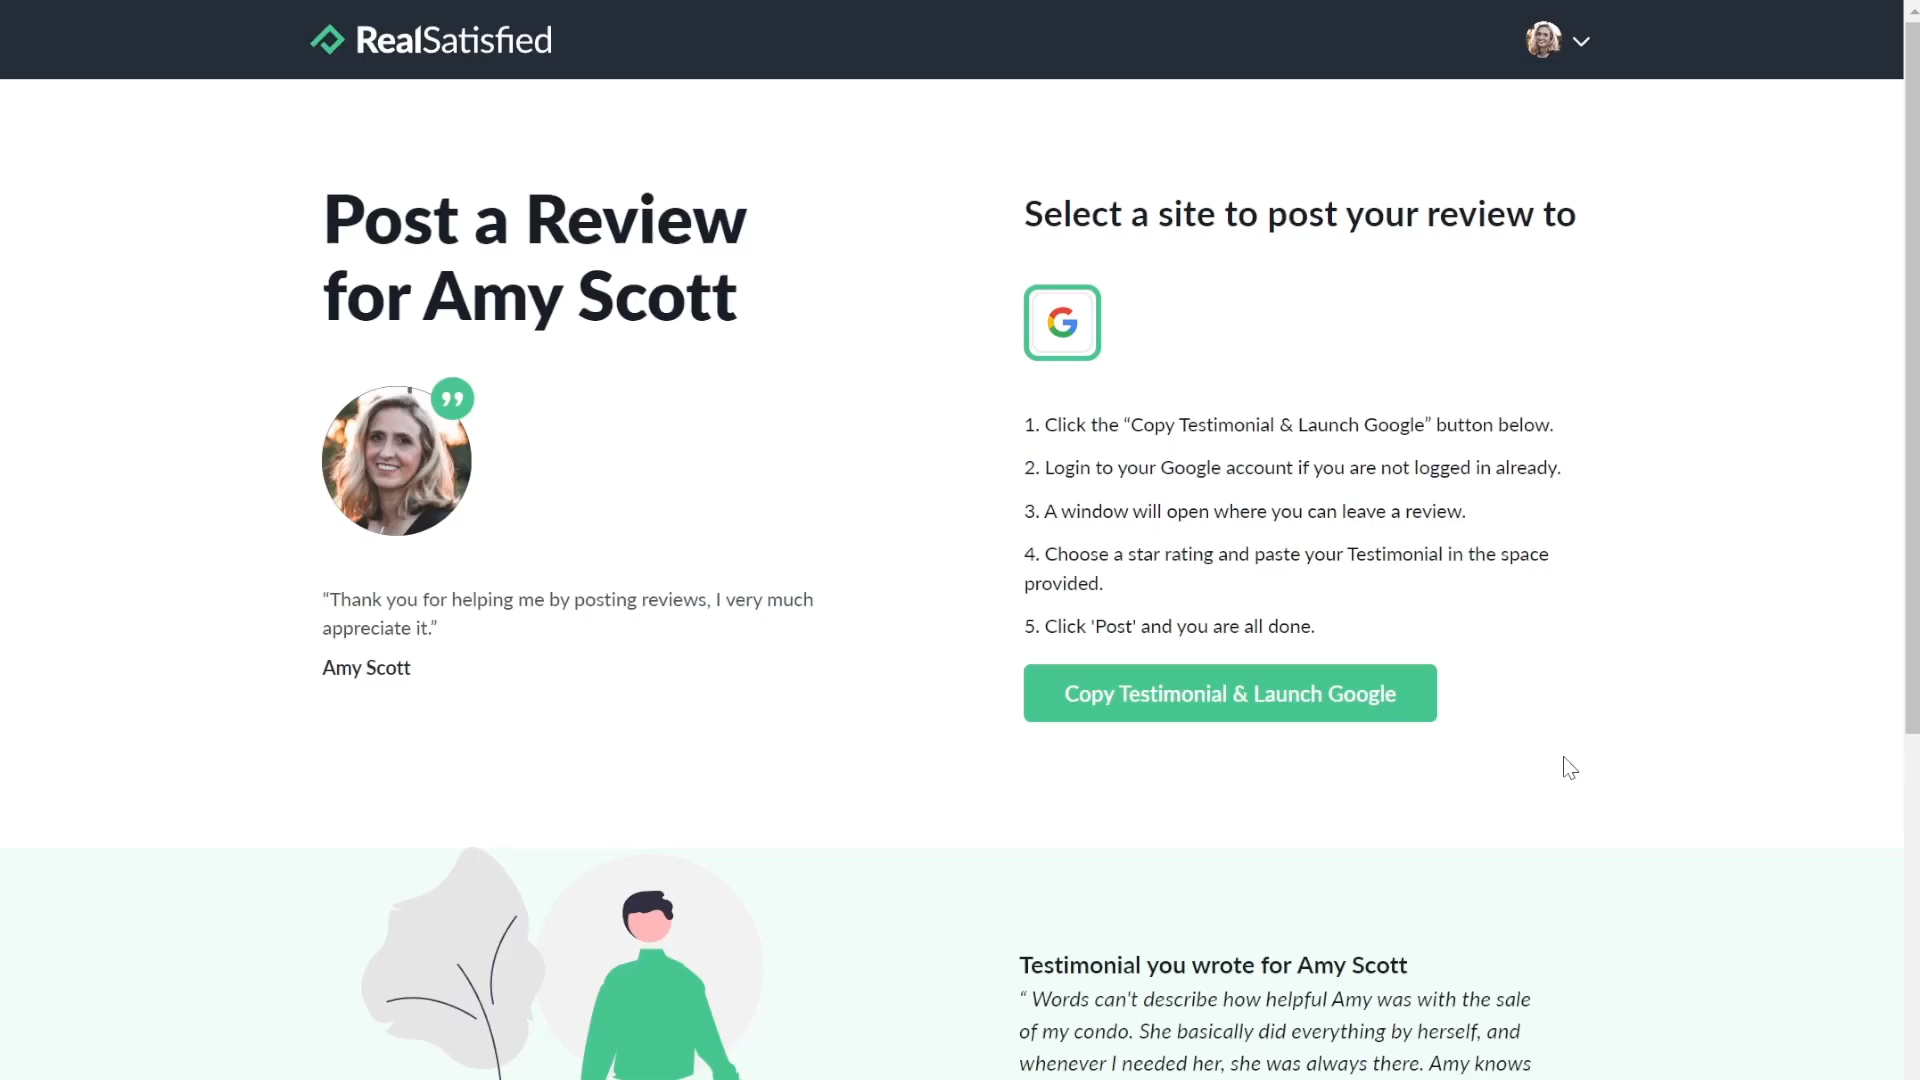 RealSatisfied
Post a Review
for Amy Scott
“Thank you for helping me by posting reviews, I very much
appreciate it.”
Amy Scott
Select a site to post your review to
1. Click the “Copy Testimonial & Launch Google” button below.
2. Login to your Google account if you are not logged in already.
3. A window will open where you can leave a review.
4. Choose a star rating and paste your Testimonial in the space
provided.
5. Click 'Post' and you are all done.
Copy Testimonial & Launch Google
Testimonial you wrote for Amy Scott
“ Words can't describe how helpful Amy was with the sale
of my condo. She basically did everything by herself, and
whenever I needed her, she was always there. Amy knows